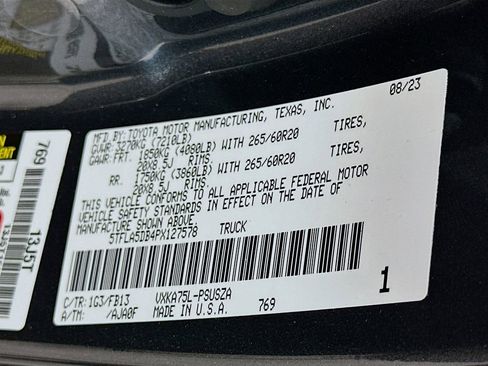 08/23
MFD.BY:TOYOTA MOTOR MANUFACTURING, TEXAS, INC.
GVWR:3270KG (7210LB)
GAWR:FRT. 1850KG (4080LB) WITH 265/60R20 TIRES,
20X8.5J RIMS.
RR. 1750KG (3860LB) WITH 265/60R20 TIRES,
20X8.5J RIMS.
THIS VEHICLE CONFORMS TO ALL APPLICABLE FEDERAL MOTOR
VEHICLE SAFETY STANDARDS IN EFFECT ON THE DATE OF
MANUFACTURE SHOWN ABOVE.
5TFLA5DB4PX127578 TRUCK
C/TR:1G3/FB13 VXKA75L-PSUSZA
A/TM: /AJA0F MADE IN U.S.A. 769
1
769
13J5T